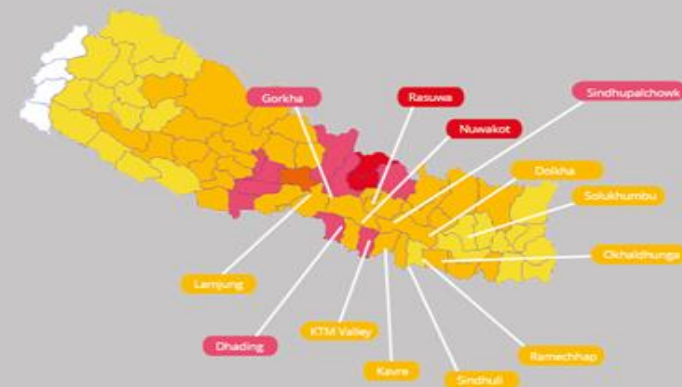 Gorkha
Rasuwa
Sindhupalchowk
Nuwakot
Dolkha
Solukhumbu
Okhaldhunga
Lamjung
KTM Valley
Dhading
Ramechhap
Kavre
Sindhuli